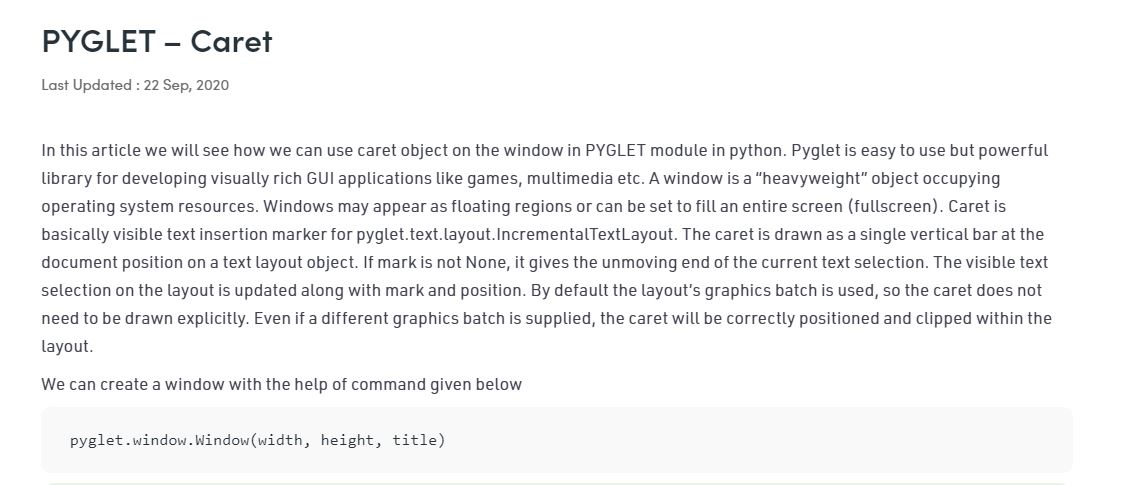 PYGLET – Caret
Last Updated : 22 Sep, 2020
In this article we will see how we can use caret object on the window in PYGLET module in python. Pyglet is easy to use but powerful
library for developing visually rich GUI applications like games, multimedia etc. A window is a “heavyweight” object occupying
operating system resources. Windows may appear as floating regions or can be set to fill an entire screen (fullscreen). Caret is
basically visible text insertion marker for pyglet.text.layout.IncrementalTextLayout. The caret is drawn as a single vertical bar at the
document position on a text layout object. If mark is not None, it gives the unmoving end of the current text selection. The visible text
selection on the layout is updated along with mark and position. By default the layout’s graphics batch is used, so the caret does not
need to be drawn explicitly. Even if a different graphics batch is supplied, the caret will be correctly positioned and clipped within the
layout.
We can create a window with the help of command given below
pyglet.window.Window(width, height, title)